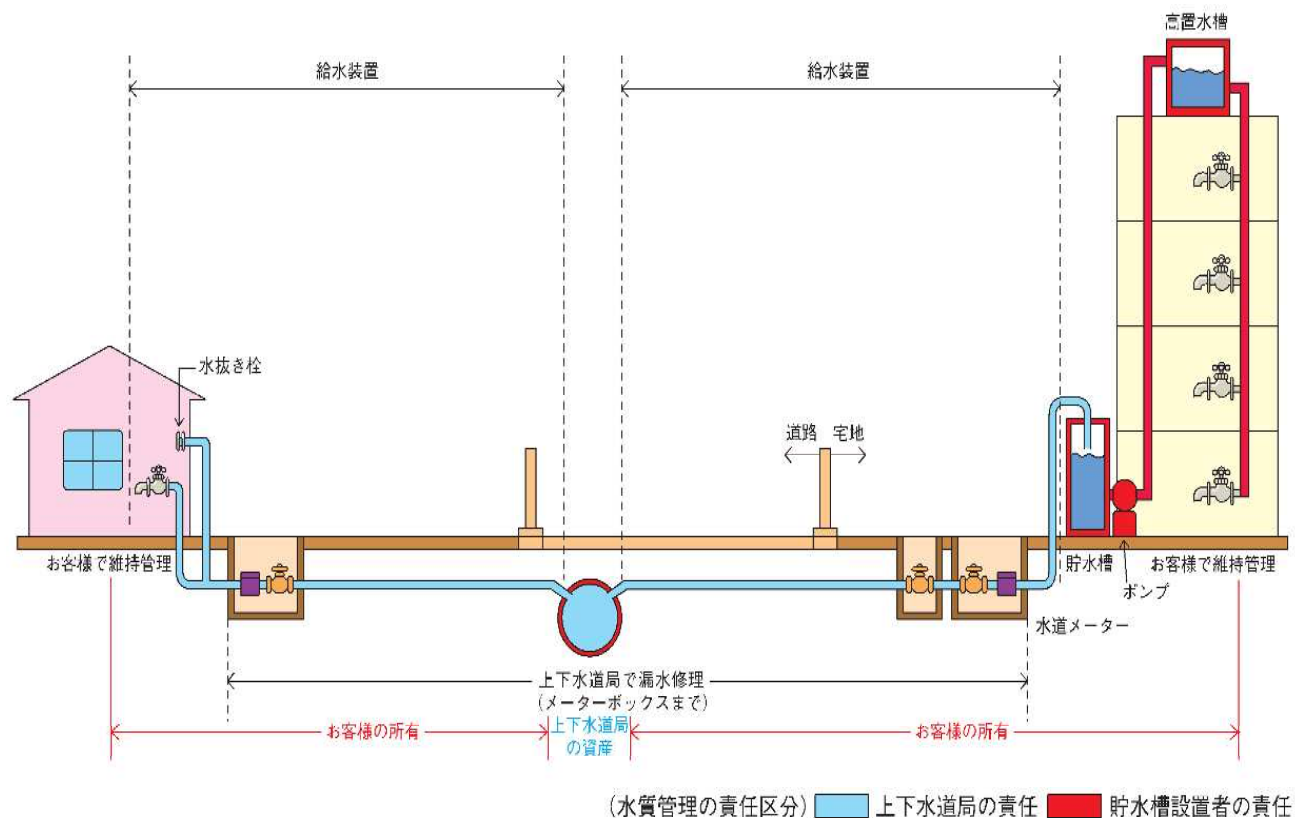 高置水槽
給水装置
給水装置
水抜き栓
道路 宅地
お客様で維持管理
貯水槽
お客様で維持管理
ポンプ
水道メーター
上下水道局で漏水修理
(メーターボックスまで)
お客様の所有
上下水道局
の資産
お客様の所有
(水質管理の責任区分) 上下水道局の責任 貯水槽設置者の責任